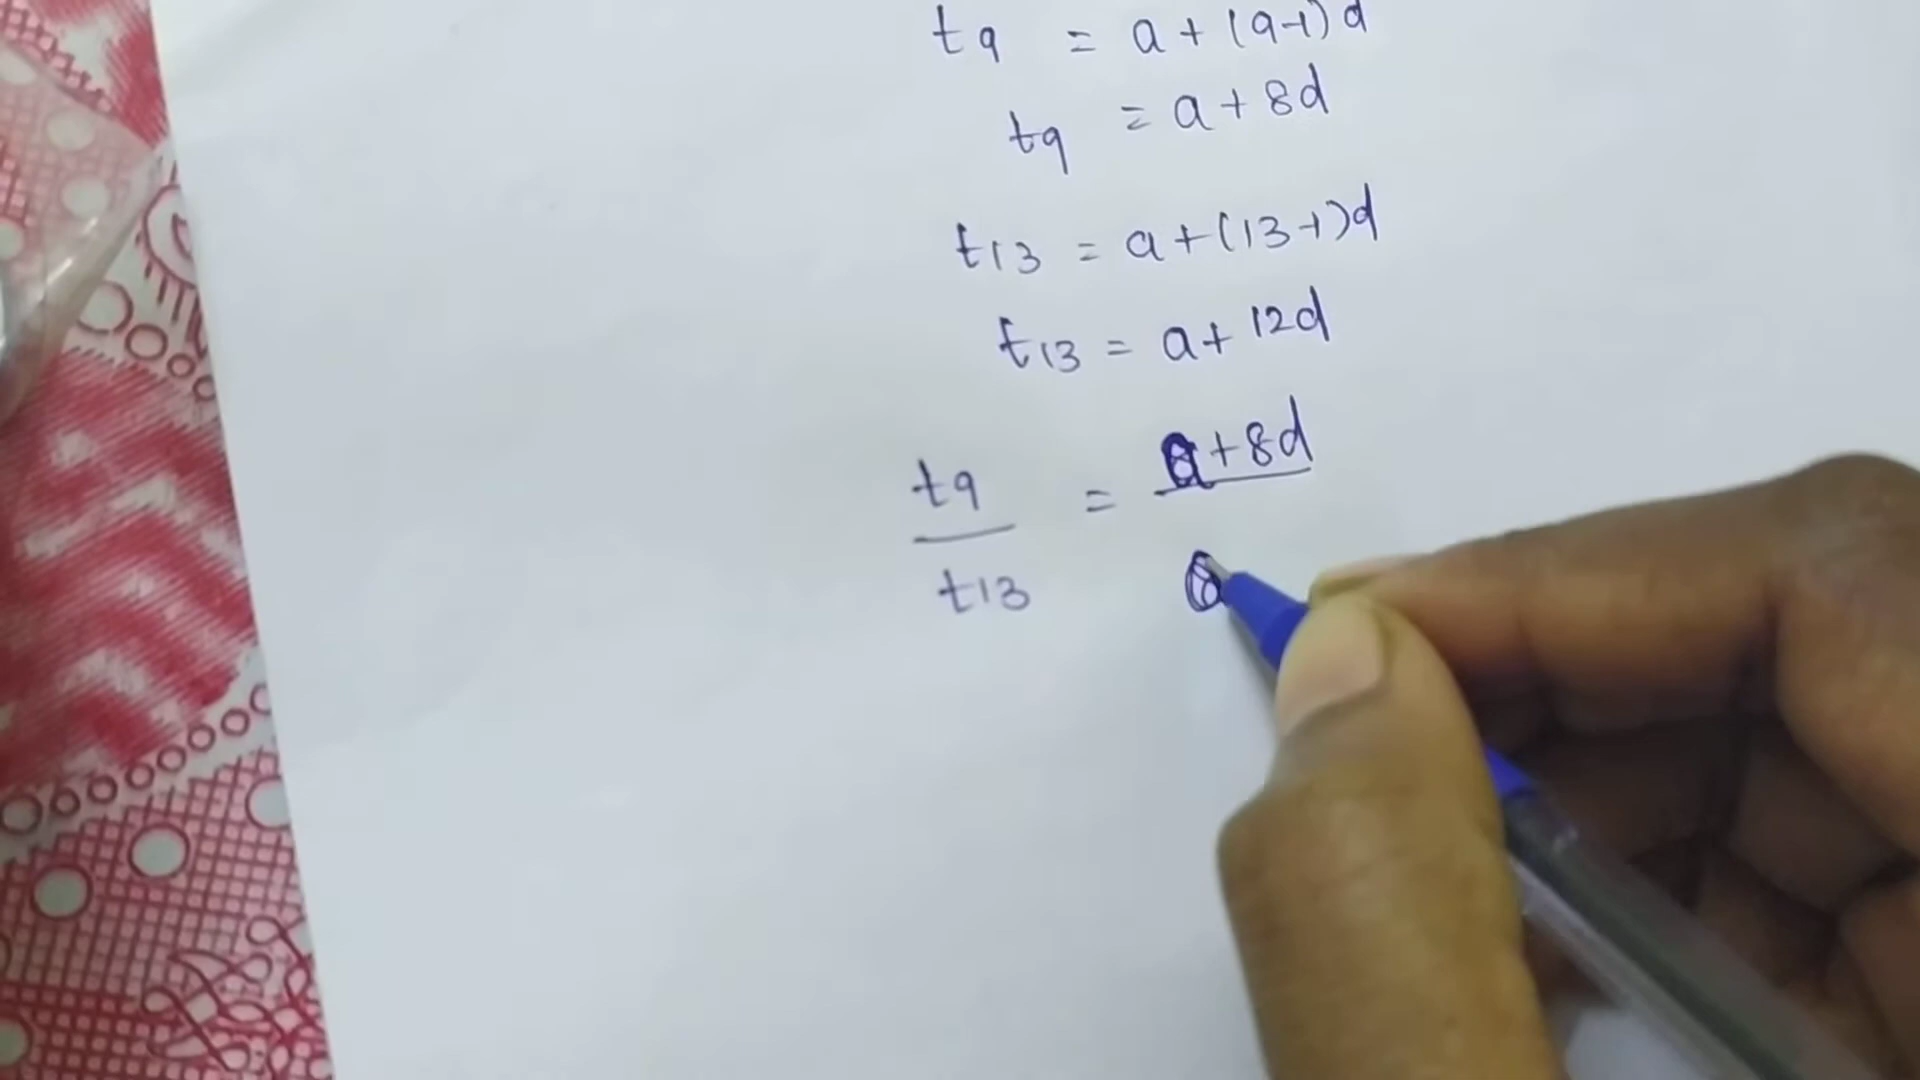 t9 = a + (9-1)d
t9 = a + 8d
t13 = a + (13-1)d
t13 = a + 12d
t9 / t13 = a + 8d / a